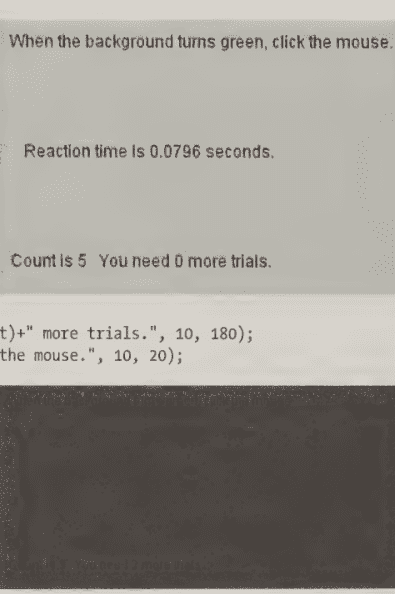 When the background turns green, click the mouse.
Reaction time is 0.0796 seconds.
Count is 5 You need 0 more trials.
t)+" more trials.", 10, 180);
the mouse.", 10, 20);